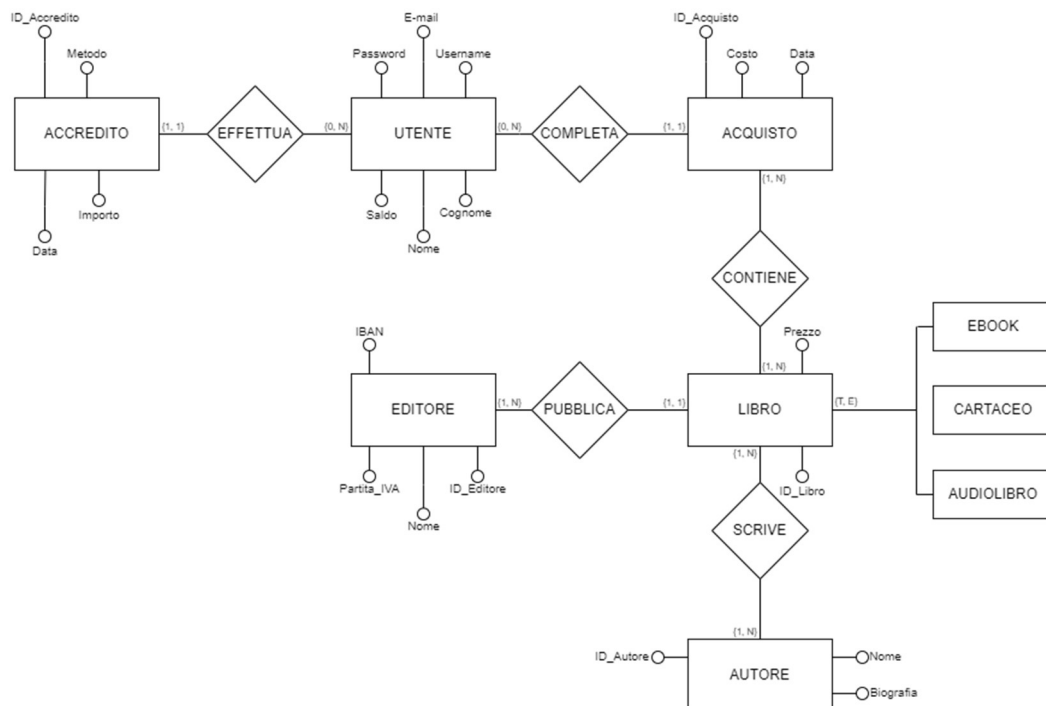 ID_Accredito
E-mail
ID_Acquisto
Metodo
Password
Username
Costo
Data
ACCREDITO
{1, 1}
EFFETTUA
{0, N}
UTENTE
{0, N}
COMPLETA
{1, 1}
ACQUISTO
{1, N}
Importo
Saldo
Cognome
Data
Nome
CONTIENE
IBAN
Prezzo
EBOOK
{1, N}
EDITORE
{1, N}
PUBBLICA
{1, 1}
LIBRO
{T, E}
CARTACEO
{1, N}
Partita_IVA
ID_Editore
ID_Libro
AUDIOLIBRO
Nome
SCRIVE
{1, N}
ID_Autore
AUTORE
Nome
Biografia